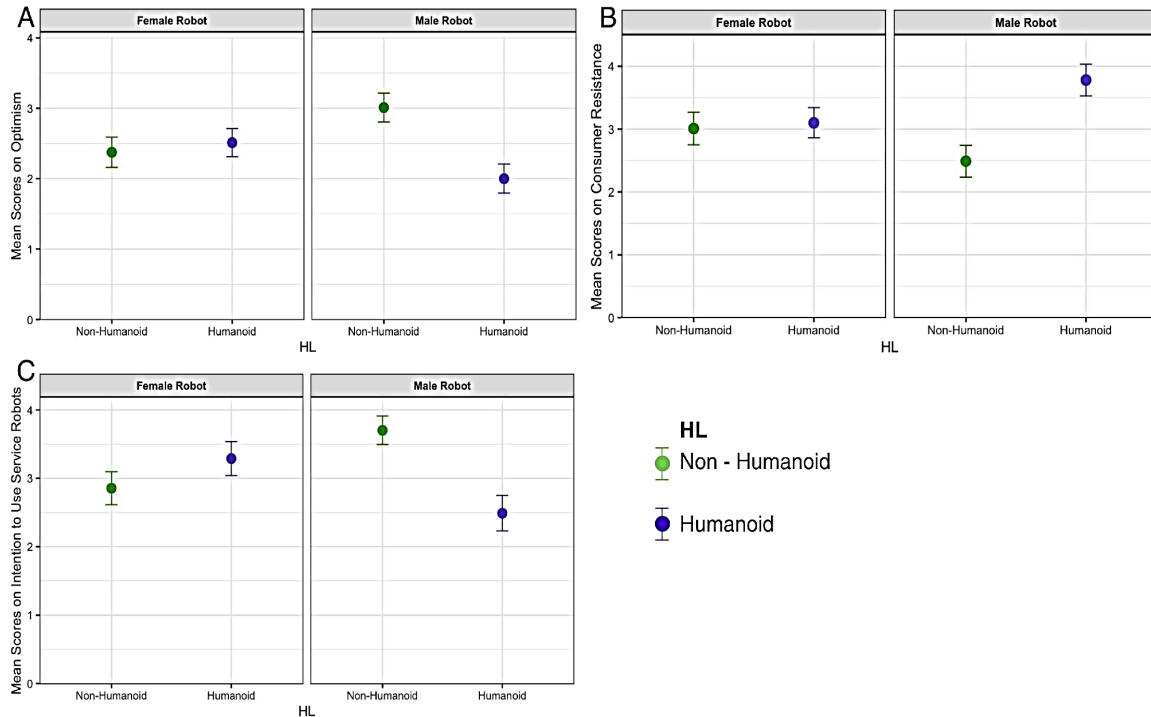 A
Female Robot
Male Robot
Mean Scores on Optimism
4
3
2
1
0
Non-Humanoid
Humanoid
Non-Humanoid
Humanoid
HL
B
Female Robot
Male Robot
Mean Scores on Consumer Resistance
4
3
2
1
0
Non-Humanoid
Humanoid
Non-Humanoid
Humanoid
HL
C
Female Robot
Male Robot
Mean Scores on Intention to Use Service Robots
4
3
2
1
0
Non-Humanoid
Humanoid
Non-Humanoid
Humanoid
HL
HL
Non - Humanoid
Humanoid